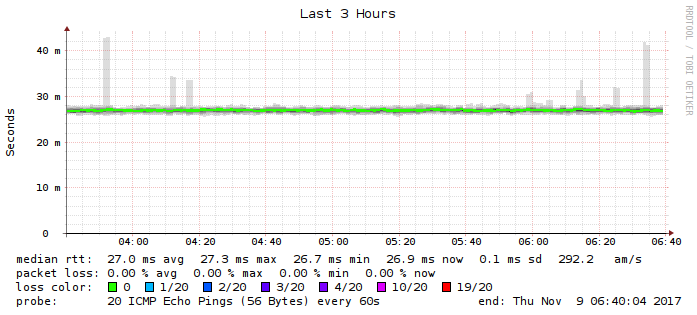 Last 3 Hours
RRDTOOL / TOBI OETIKER
Seconds
40 m
30 m
20 m
10 m
0
04:00 04:20 04:40 05:00 05:20 05:40 06:00 06:20 06:40
median rtt: 27.0 ms avg 27.3 ms max 26.7 ms min 26.9 ms now 0.1 ms sd 292.2 am/s
packet loss: 0.00 % avg 0.00 % max 0.00 % min 0.00 % now
loss color: 0 1/20 2/20 3/20 4/20 10/20 19/20
probe: 20 ICMP Echo Pings (56 Bytes) every 60s end: Thu Nov 9 06:40:04 2017